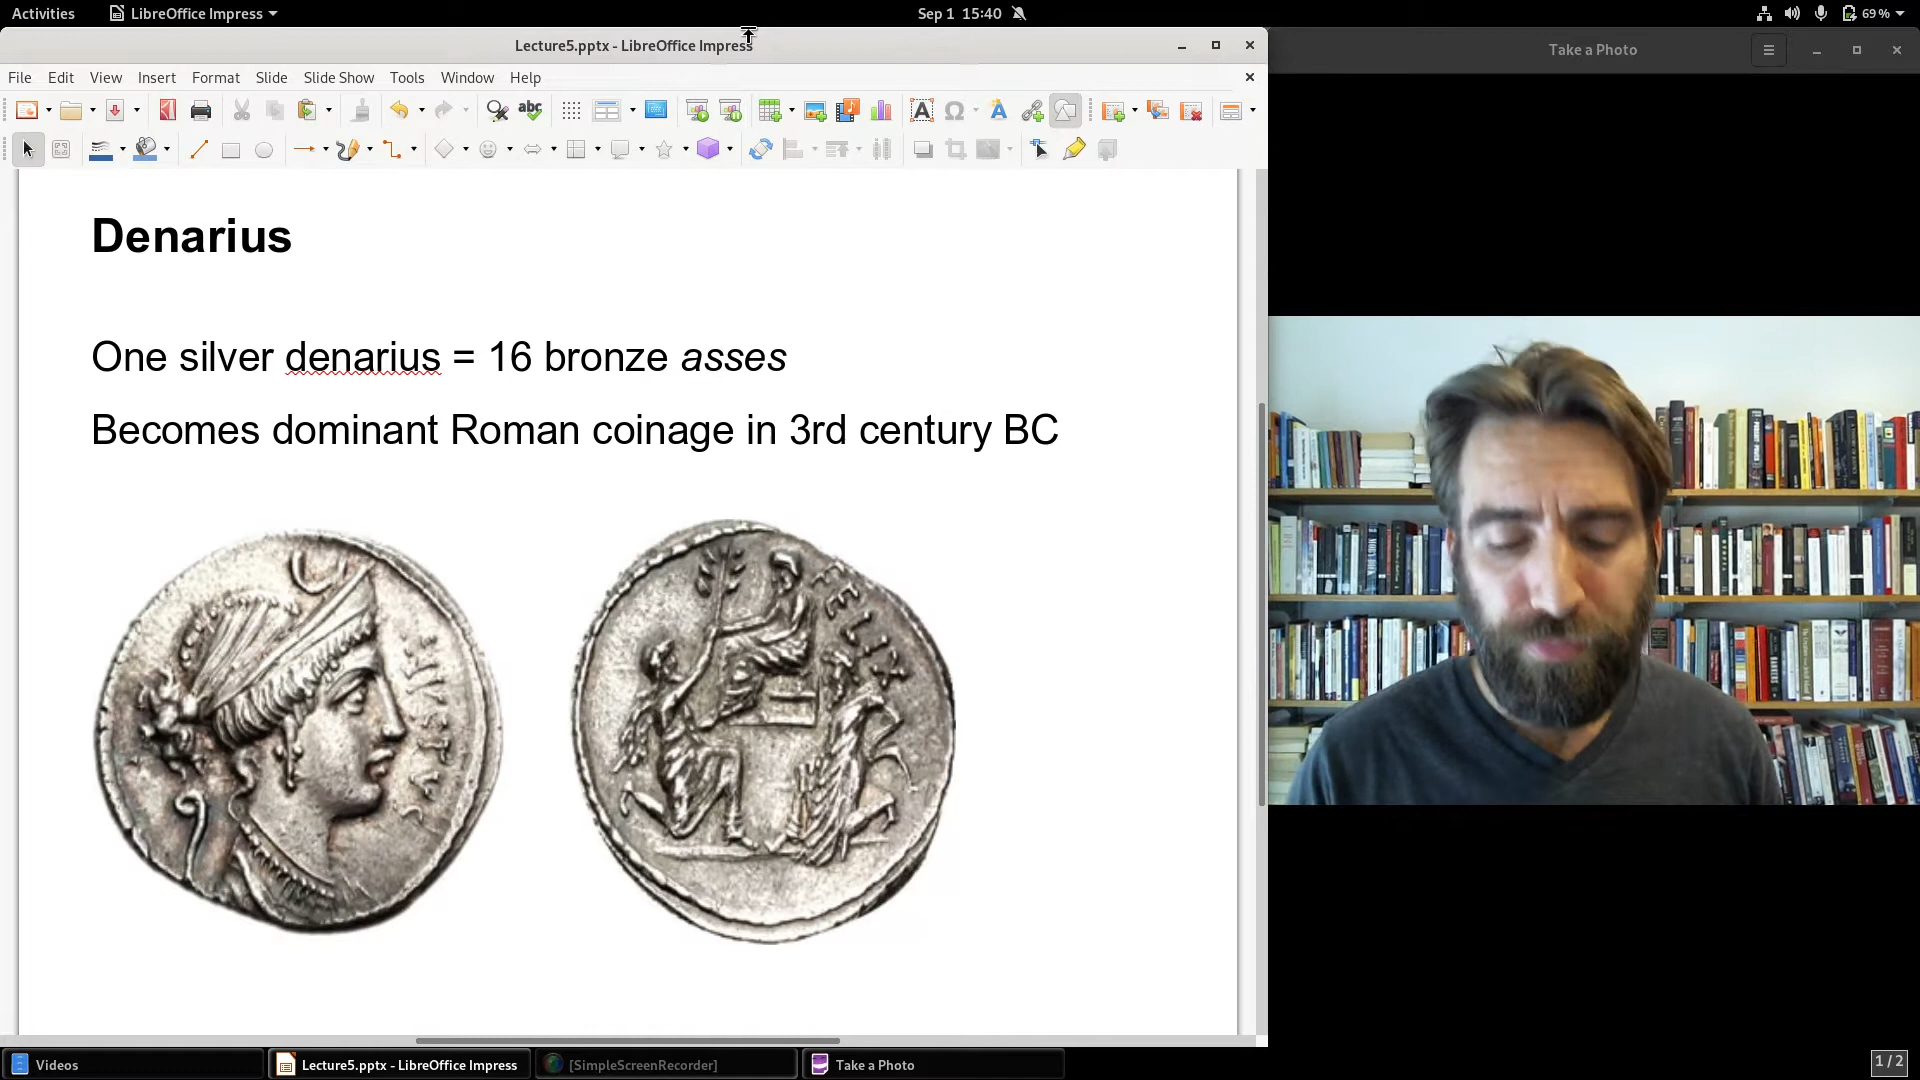 Activities
LibreOffice Impress
Sep 1 15:40
69 %
Lecture5.pptx - LibreOffice Impress
Take a Photo
File Edit View Insert Format Slide Slide Show Tools Window Help
Denarius
One silver denarius = 16 bronze asses
Becomes dominant Roman coinage in 3rd century BC
FELIX
Videos
Lecture5.pptx - LibreOffice Impress
[SimpleScreenRecorder]
Take a Photo
1 / 2